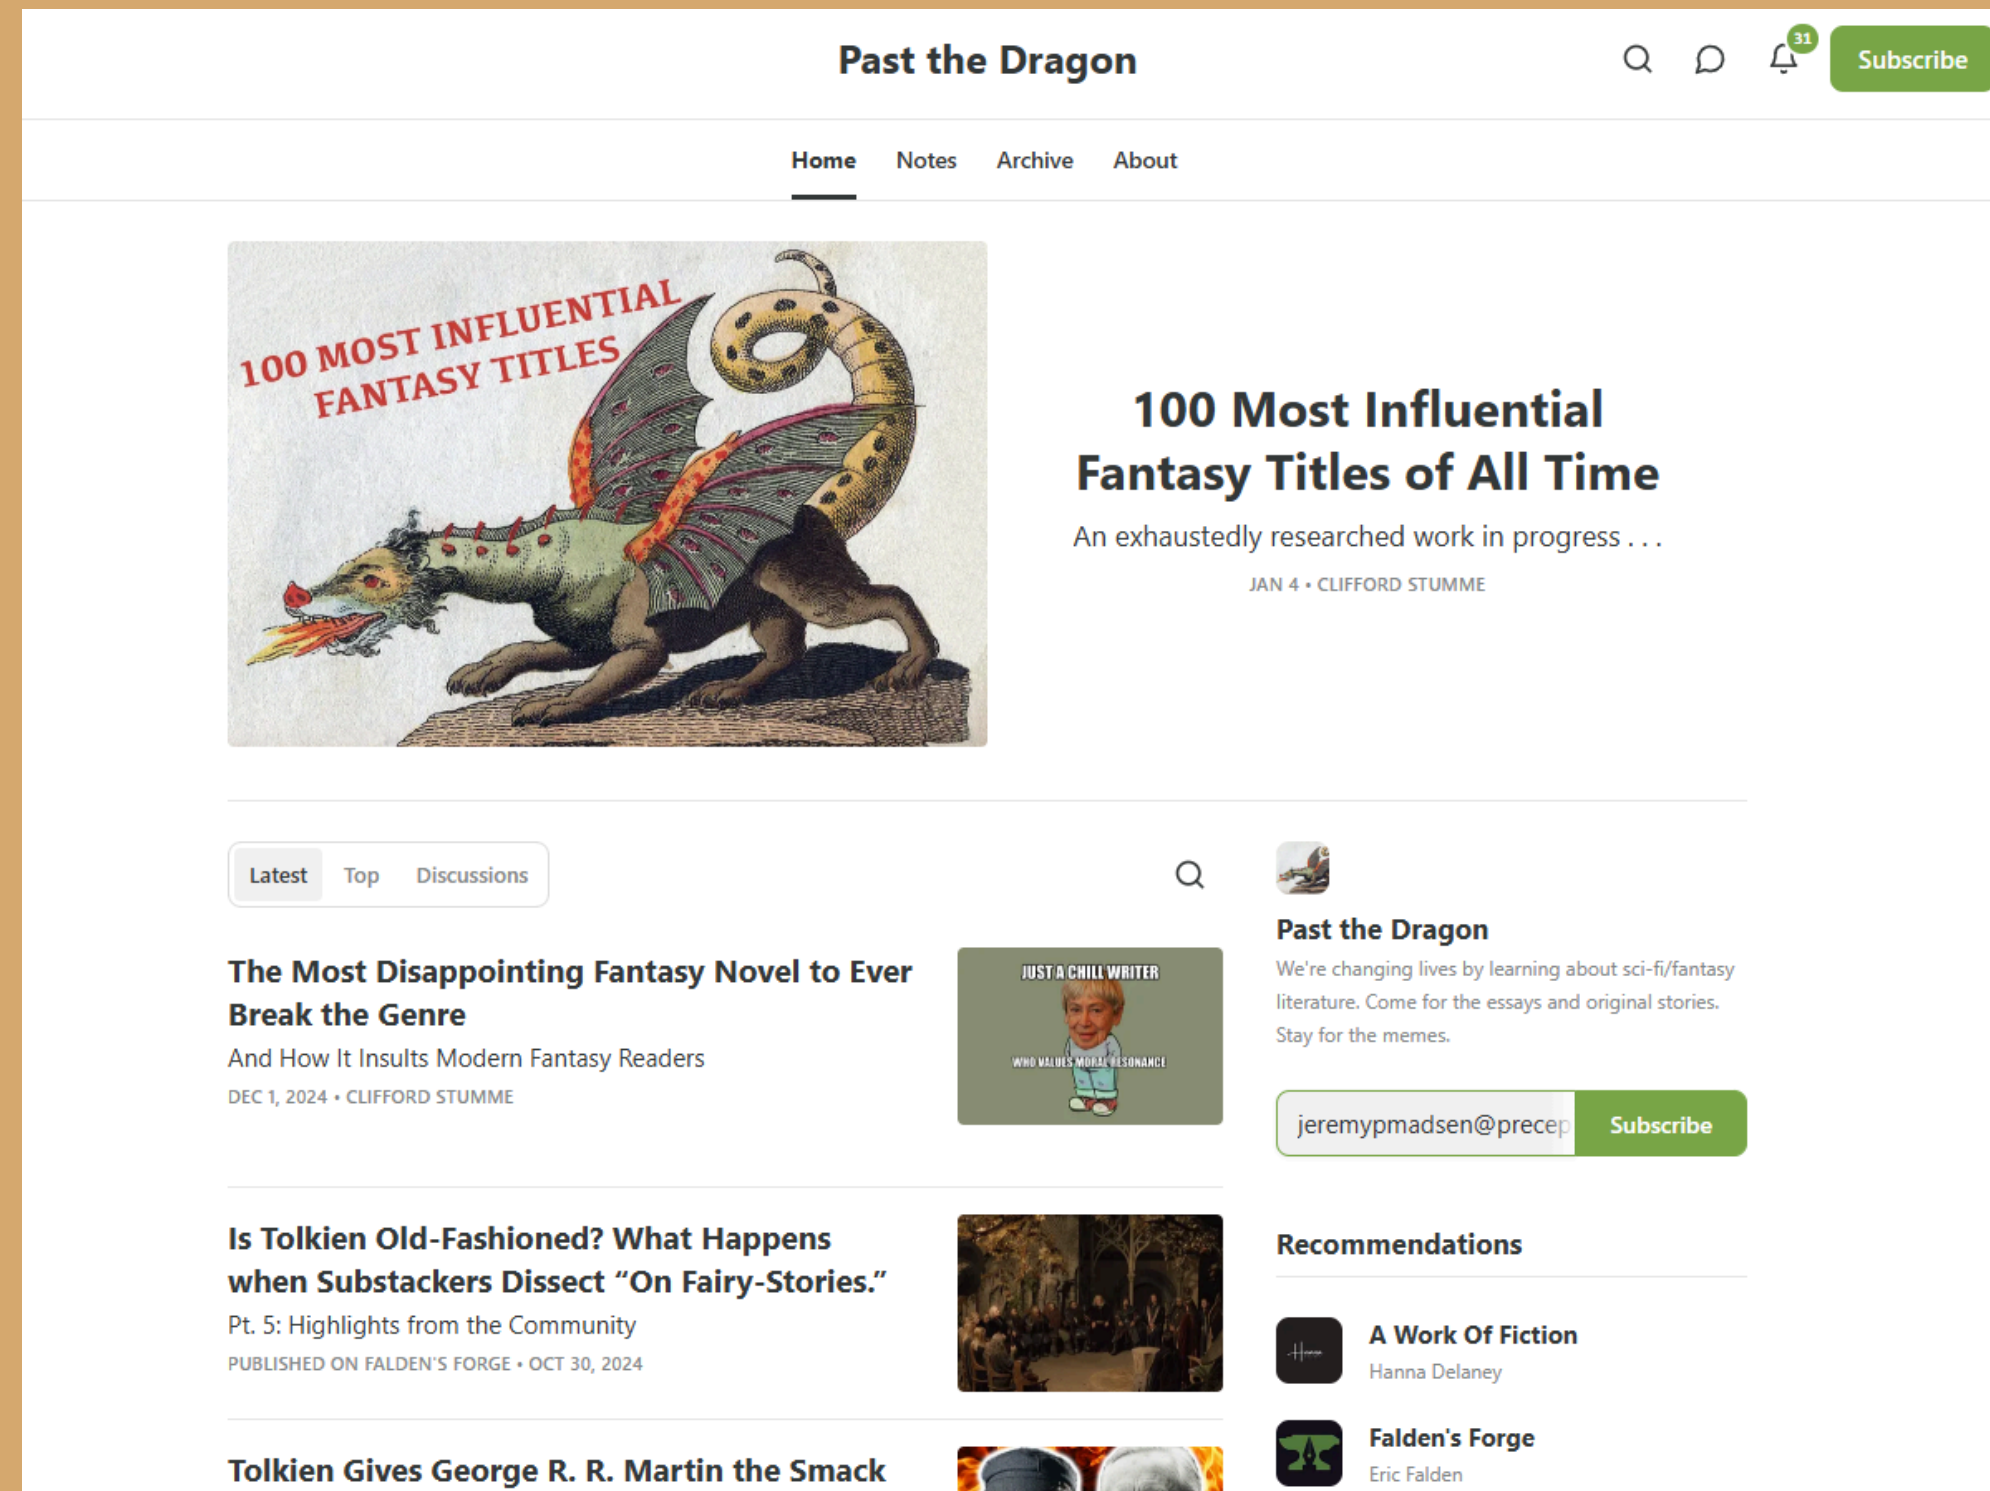 Past the Dragon
31
Subscribe
Home Notes Archive About
100 MOST INFLUENTIAL
FANTASY TITLES
100 Most Influential
Fantasy Titles of All Time
An exhaustedly researched work in progress . . .
JAN 4 • CLIFFORD STUMME
Latest Top Discussions
The Most Disappointing Fantasy Novel to Ever
Break the Genre
And How It Insults Modern Fantasy Readers
DEC 1, 2024 • CLIFFORD STUMME
JUST A CHILL WRITER
WHO VALUES MORAL RESONANCE
Is Tolkien Old-Fashioned? What Happens
when Substackers Dissect “On Fairy-Stories.”
Pt. 5: Highlights from the Community
PUBLISHED ON FALDEN'S FORGE • OCT 30, 2024
Tolkien Gives George R. R. Martin the Smack
Past the Dragon
We're changing lives by learning about sci-fi/fantasy
literature. Come for the essays and original stories.
Stay for the memes.
jeremypmadsen@precep
Subscribe
Recommendations
Hanna
A Work Of Fiction
Hanna Delaney
Falden's Forge
Eric Falden